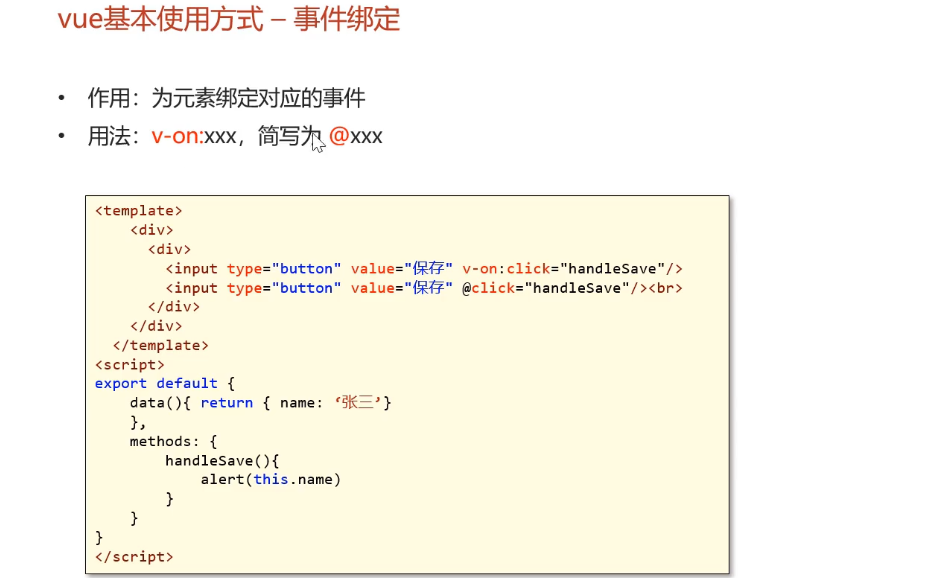 vue基本使用方式 – 事件绑定
• 作用：为元素绑定对应的事件
• 用法：v-on:xxx，简写为 @xxx
<template>
    <div>
      <div>
        <input type="button" value="保存" v-on:click="handleSave"/>
        <input type="button" value="保存" @click="handleSave"/><br>
      </div>
    </div>
  </template>
<script>
export default {
    data(){ return { name: ‘张三’}
    },
    methods: {
        handleSave(){
            alert(this.name)
        }
    }
}
</script>